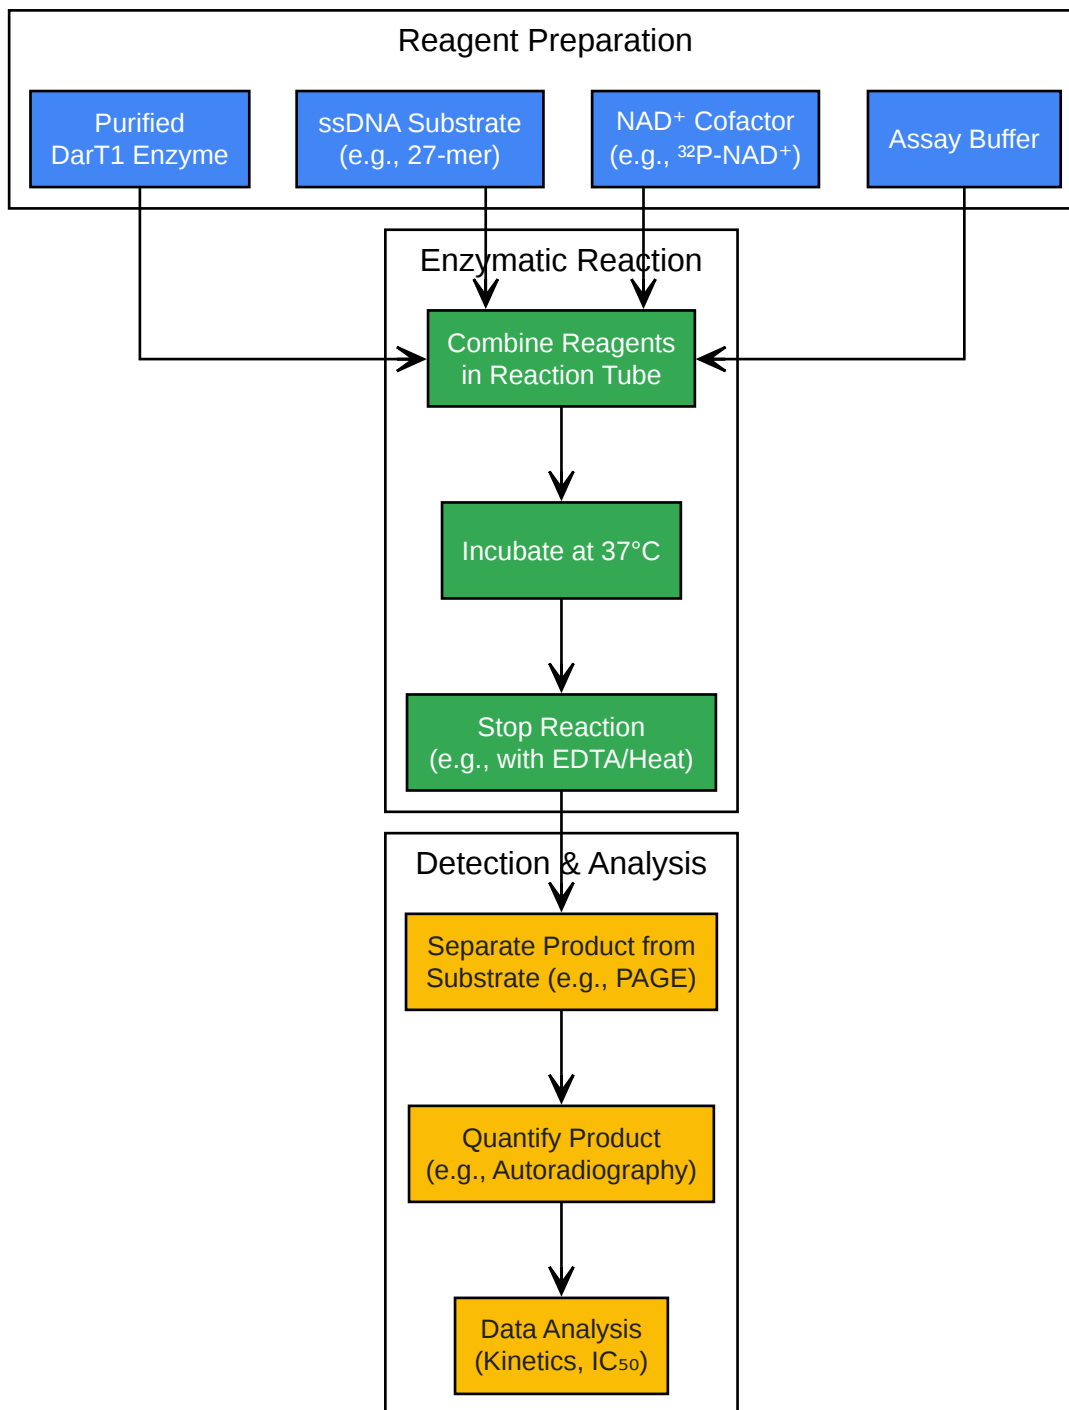 Reagent Preparation
Purified
DarT1 Enzyme
ssDNA Substrate
(e.g., 27-mer)
NAD⁺ Cofactor
(e.g., ³²P-NAD⁺)
Assay Buffer
Enzymatic Reaction
Combine Reagents
in Reaction Tube
Incubate at 37°C
Stop Reaction
(e.g., with EDTA/Heat)
Detection & Analysis
Separate Product from
Substrate (e.g., PAGE)
Quantify Product
(e.g., Autoradiography)
Data Analysis
(Kinetics, IC₅₀)